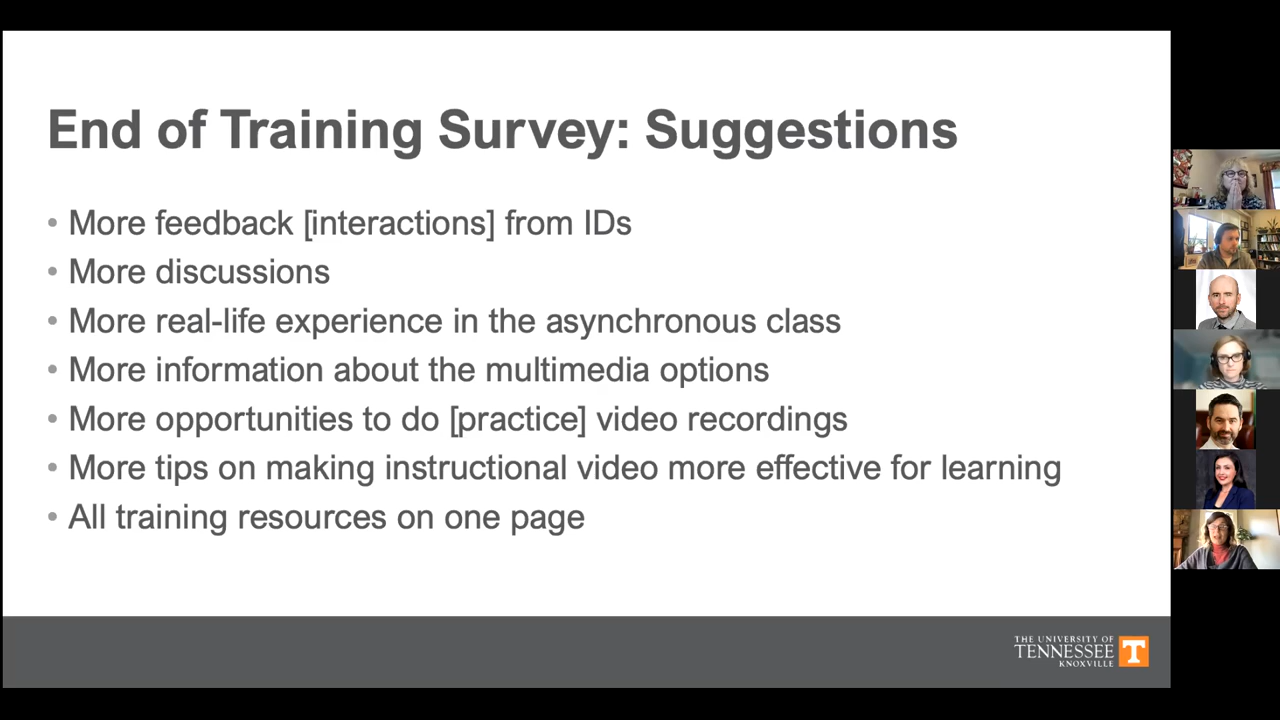 End of Training Survey: Suggestions
• More feedback [interactions] from IDs
• More discussions
• More real-life experience in the asynchronous class
• More information about the multimedia options
• More opportunities to do [practice] video recordings
• More tips on making instructional video more effective for learning
• All training resources on one page
THE UNIVERSITY OF
TENNESSEE
KNOXVILLE
T